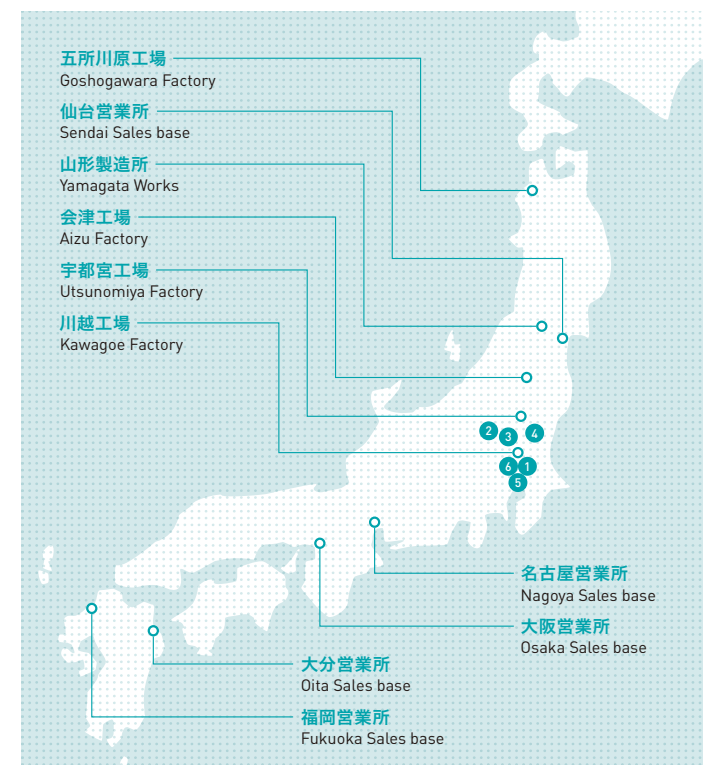 五所川原工場
Goshogawara Factory
仙台営業所
Sendai Sales base
山形製造所
Yamagata Works
会津工場
Aizu Factory
宇都宮工場
Utsunomiya Factory
川越工場
Kawagoe Factory
2
3
4
6
1
5
名古屋営業所
Nagoya Sales base
大阪営業所
Osaka Sales base
大分営業所
Oita Sales base
福岡営業所
Fukuoka Sales base